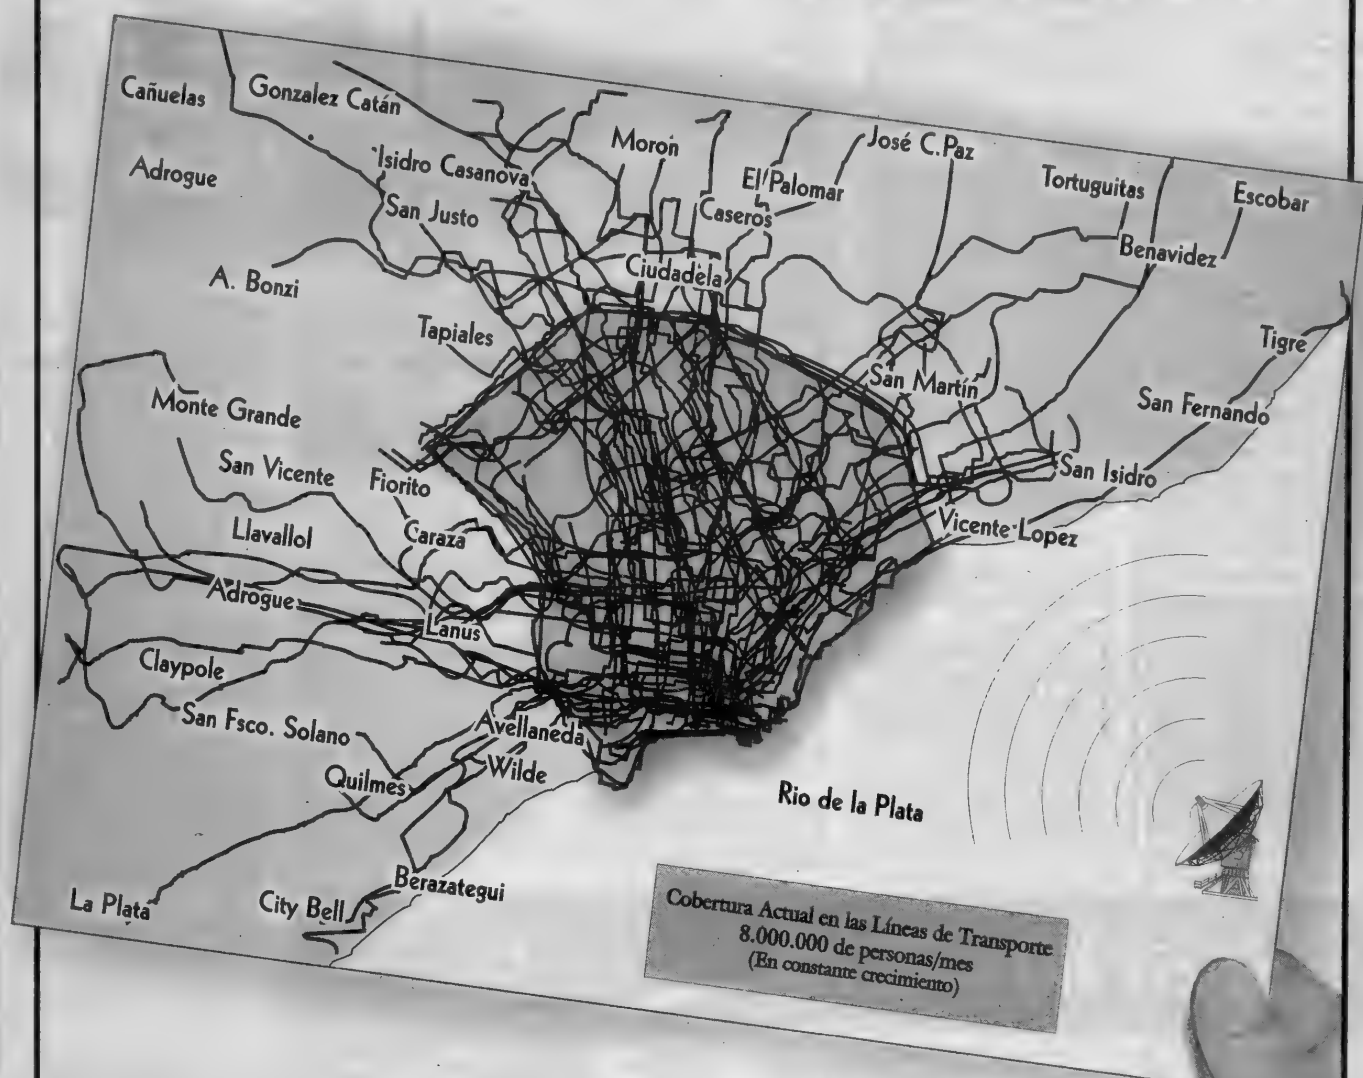 Cañuelas
Gonzalez Catán
Adrogue
Isidro Casanova
San Justo
Morón
El Palomar
Caseros
José C.Paz
Tortuguitas
Escobar
Benavidez
A. Bonzi
Ciudadela
Tapiales
Tigre
San Martín
San Fernando
Monte Grande
San Vicente
Fiorito
San Isidro
Llavallol
Caraza
Vicente Lopez
Adrogue
Lanus
Claypole
San Fsco. Solano
Avellaneda
Quilmes
Wilde
Rio de la Plata
Berazategui
La Plata
City Bell
Cobertura Actual en las Líneas de Transporte
8.000.000 de personas/mes
(En constante crecimiento)